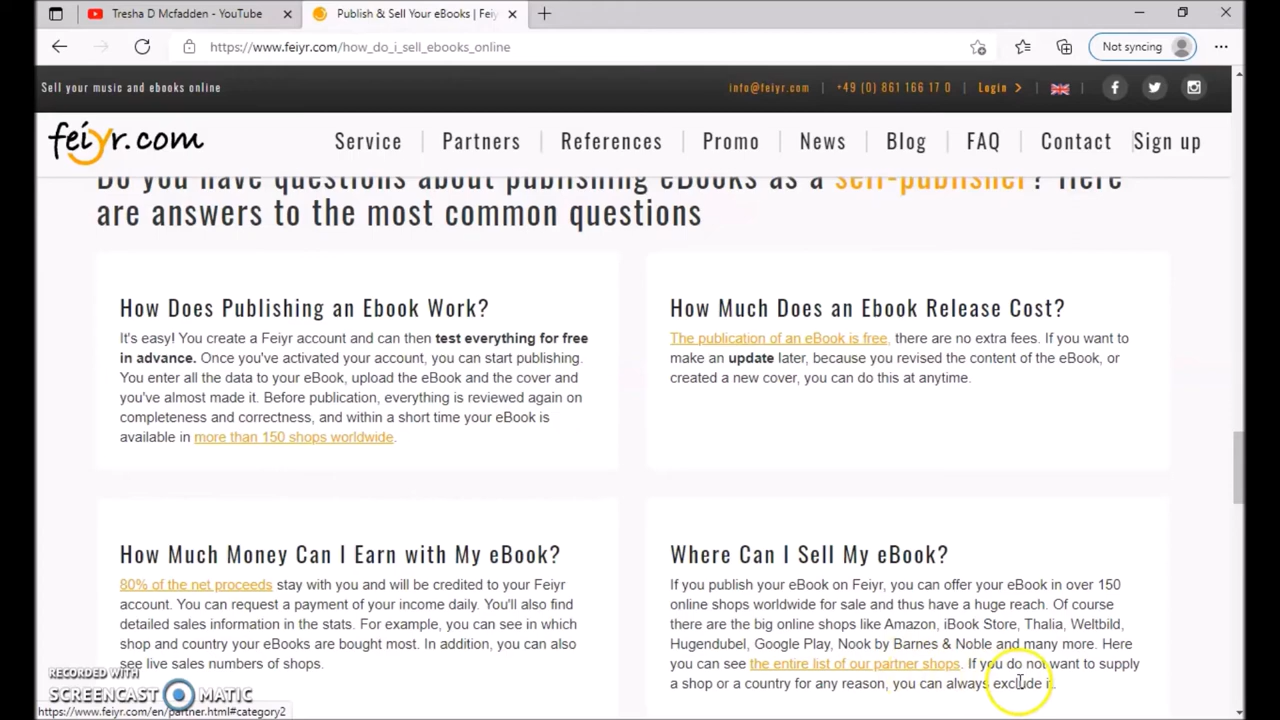 Tresha D Mcfadden - YouTube
Publish & Sell Your eBooks | Feiy
https://www.feiyr.com/how_do_i_sell_ebooks_online
Not syncing
Sell your music and ebooks online
info@feiyr.com | +49 (0) 861 166 17 0 | Login >
feiyr.com
Service | Partners | References | Promo | News | Blog | FAQ | Contact | Sign up
Do you have questions about publishing eBooks as a self-publisher? Here
are answers to the most common questions
How Does Publishing an Ebook Work?
It's easy! You create a Feiyr account and can then test everything for free
in advance. Once you've activated your account, you can start publishing.
You enter all the data to your eBook, upload the eBook and the cover and
you've almost made it. Before publication, everything is reviewed again on
completeness and correctness, and within a short time your eBook is
available in more than 150 shops worldwide.
How Much Does an Ebook Release Cost?
The publication of an eBook is free, there are no extra fees. If you want to
make an update later, because you revised the content of the eBook, or
created a new cover, you can do this at anytime.
How Much Money Can I Earn with My eBook?
80% of the net proceeds stay with you and will be credited to your Feiyr
account. You can request a payment of your income daily. You'll also find
detailed sales information in the stats. For example, you can see in which
shop and country your eBooks are bought most. In addition, you can also
see live sales numbers of shops.
Where Can I Sell My eBook?
If you publish your eBook on Feiyr, you can offer your eBook in over 150
online shops worldwide for sale and thus have a huge reach. Of course
there are the big online shops like Amazon, iBook Store, Thalia, Weltbild,
Hugendubel, Google Play, Nook by Barnes & Noble and many more. Here
you can see the entire list of our partner shops. If you do not want to supply
a shop or a country for any reason, you can always exclude it.
RECORDED WITH
SCREENCAST MATIC
https://www.feiyr.com/en/partner.html#category2